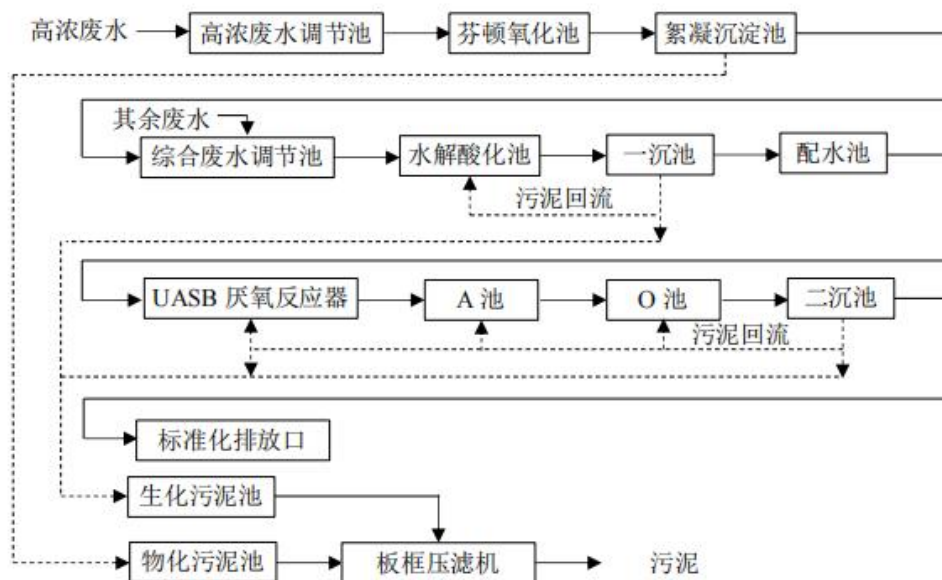 高浓废水
高浓废水调节池
芬顿氧化池
絮凝沉淀池
其余废水
综合废水调节池
水解酸化池
一沉池
配水池
污泥回流
UASB 厌氧反应器
A 池
O 池
二沉池
污泥回流
标准化排放口
生化污泥池
物化污泥池
板框压滤机
污泥